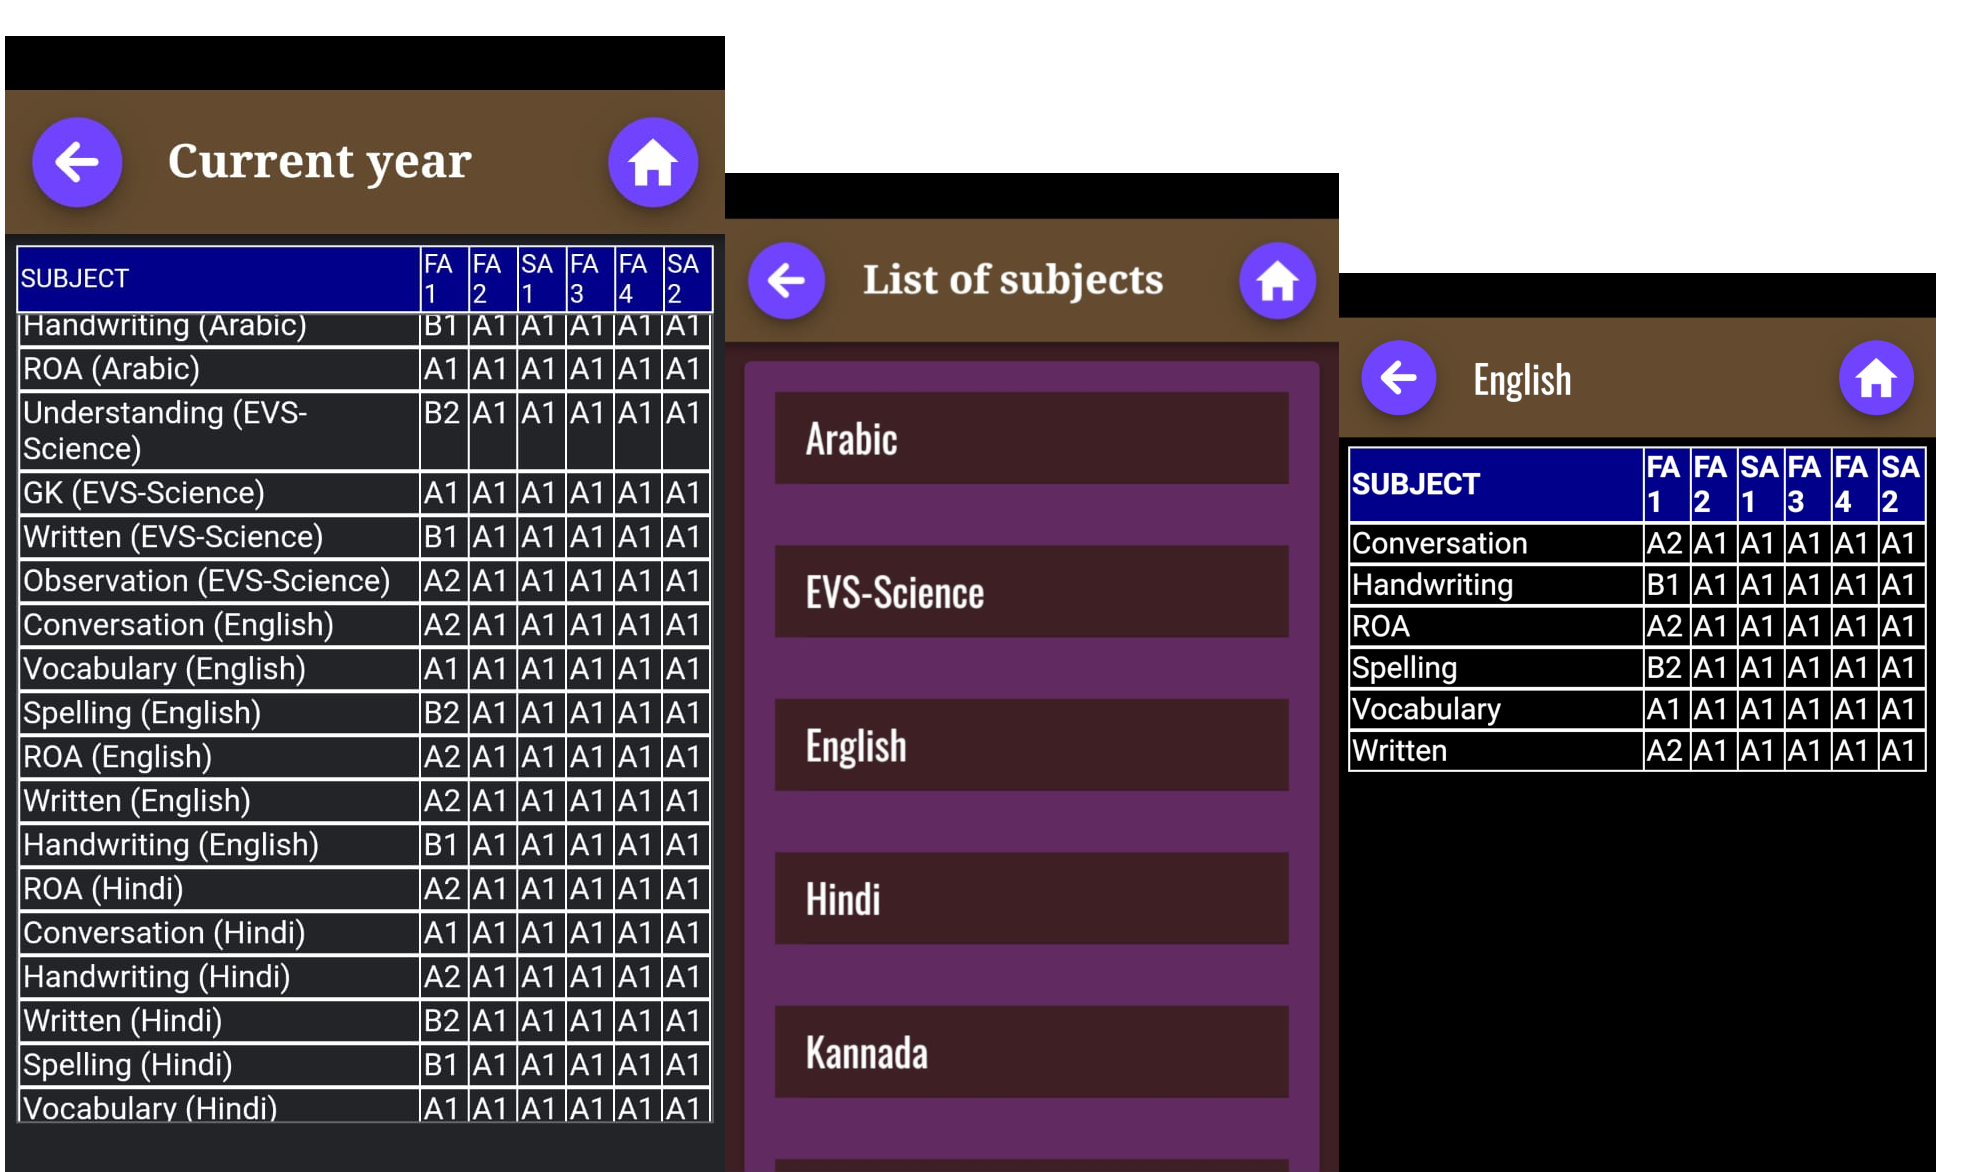 Current year
SUBJECT FA 1 FA 2 SA 1 FA 3 FA 4 SA 2
Handwriting (Arabic) B1 A1 A1 A1 A1 A1
ROA (Arabic) A1 A1 A1 A1 A1 A1
Understanding (EVS-
Science) B2 A1 A1 A1 A1 A1
GK (EVS-Science) A1 A1 A1 A1 A1 A1
Written (EVS-Science) B1 A1 A1 A1 A1 A1
Observation (EVS-Science) A2 A1 A1 A1 A1 A1
Conversation (English) A2 A1 A1 A1 A1 A1
Vocabulary (English) A1 A1 A1 A1 A1 A1
Spelling (English) B2 A1 A1 A1 A1 A1
ROA (English) A2 A1 A1 A1 A1 A1
Written (English) A2 A1 A1 A1 A1 A1
Handwriting (English) B1 A1 A1 A1 A1 A1
ROA (Hindi) A2 A1 A1 A1 A1 A1
Conversation (Hindi) A1 A1 A1 A1 A1 A1
Handwriting (Hindi) A2 A1 A1 A1 A1 A1
Written (Hindi) B2 A1 A1 A1 A1 A1
Spelling (Hindi) B1 A1 A1 A1 A1 A1
Vocabulary (Hindi) A1 A1 A1 A1 A1 A1
List of subjects
Arabic
EVS-Science
English
Hindi
Kannada
English
SUBJECT FA 1 FA 2 SA 1 FA 3 FA 4 SA 2
Conversation A2 A1 A1 A1 A1 A1
Handwriting B1 A1 A1 A1 A1 A1
ROA A2 A1 A1 A1 A1 A1
Spelling B2 A1 A1 A1 A1 A1
Vocabulary A1 A1 A1 A1 A1 A1
Written A2 A1 A1 A1 A1 A1